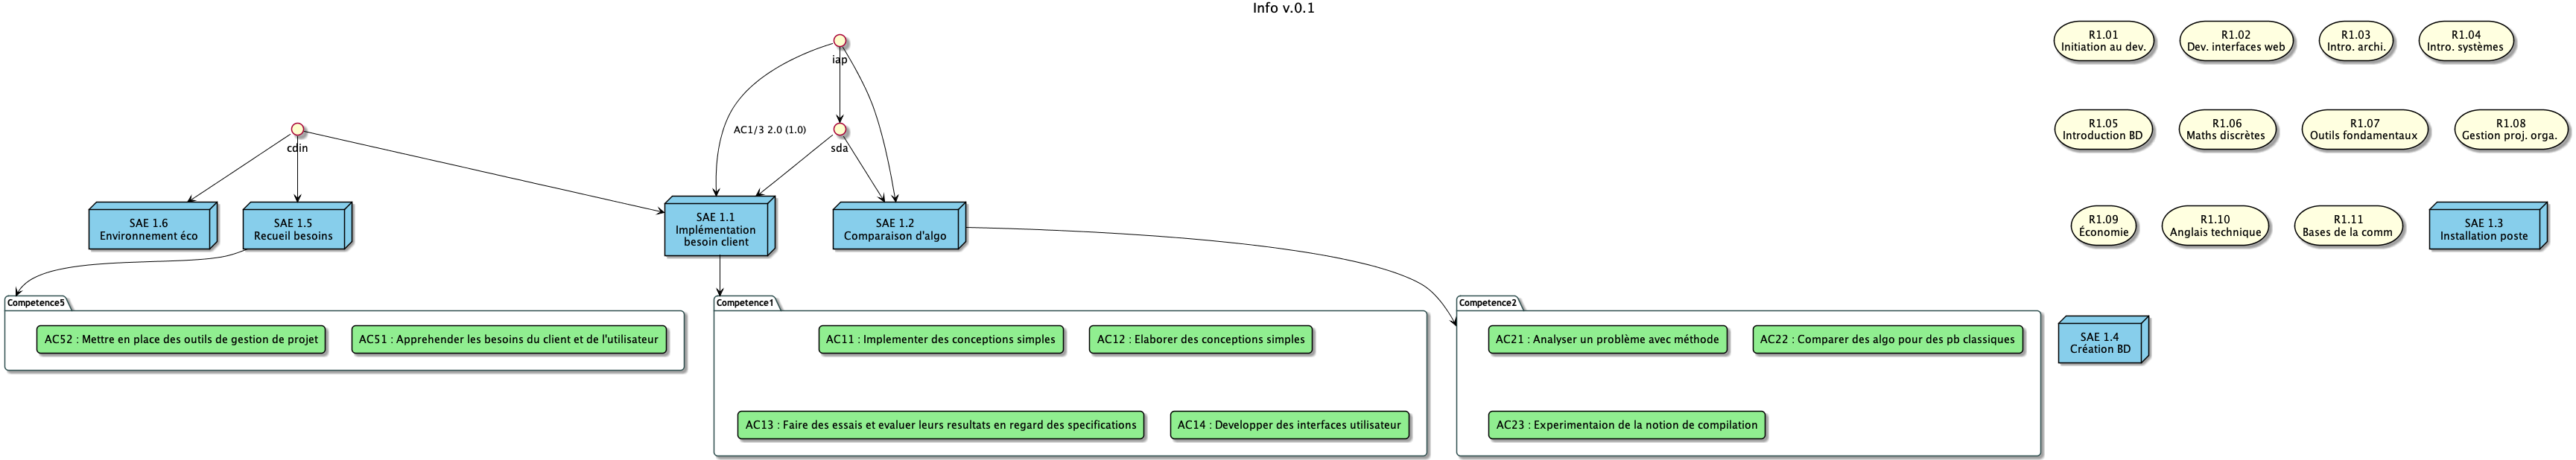 Info v.0.1
iap
R1.01
Initiation au dev.
R1.02
Dev. interfaces web
R1.03
Intro. archi.
R1.04
Intro. systèmes
cdin
AC1/3 2.0 (1.0)
sda
R1.05
Introduction BD
R1.06
Maths discrètes
R1.07
Outils fondamentaux
R1.08
Gestion proj. orga.
SAE 1.6
Environnement éco
SAE 1.5
Recueil besoins
SAE 1.1
Implémentation
besoin client
SAE 1.2
Comparaison d'algo
R1.09
Économie
R1.10
Anglais technique
R1.11
Bases de la comm
SAE 1.3
Installation poste
Competence5
AC52 : Mettre en place des outils de gestion de projet
AC51 : Apprehender les besoins du client et de l'utilisateur
Competence1
AC11 : Implementer des conceptions simples
AC12 : Elaborer des conceptions simples
AC13 : Faire des essais et evaluer leurs resultats en regard des specifications
AC14 : Developper des interfaces utilisateur
Competence2
AC21 : Analyser un problème avec méthode
AC22 : Comparer des algo pour des pb classiques
AC23 : Experimentaion de la notion de compilation
SAE 1.4
Création BD